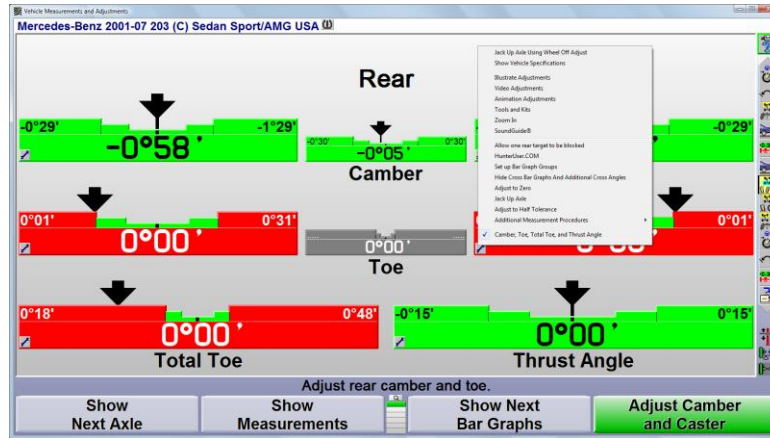 Vehicle Measurements and Adjustments
Mercedes-Benz 2001-07 203 (C) Sedan Sport/AMG USA
Rear
Jack Up Axle Using Wheel Off Adjust
Show Vehicle Specifications
Illustrate Adjustments
Video Adjustments
Animation Adjustments
Tools and Kits
Zoom In
SoundGuide®
Allow one rear target to be blocked
HunterUser.COM
Set up Bar Graph Groups
Hide Cross Bar Graphs And Additional Cross Angles
Adjust to Zero
Jack Up Axle
Adjust to Half Tolerance
Additional Measurement Procedures
Camber, Toe, Total Toe, and Thrust Angle
-0°29' -1°29'
-0°58'
-0°30' 0°30'
-0°05'
Camber
-0°29'
0°01' 0°31'
0°00'
0°00'
Toe
0°01'
0°18' 0°48'
0°00'
Total Toe
-0°15' 0°15'
0°00'
Thrust Angle
Adjust rear camber and toe.
Show
Next Axle
Show
Measurements
Show Next
Bar Graphs
Adjust Camber
and Caster